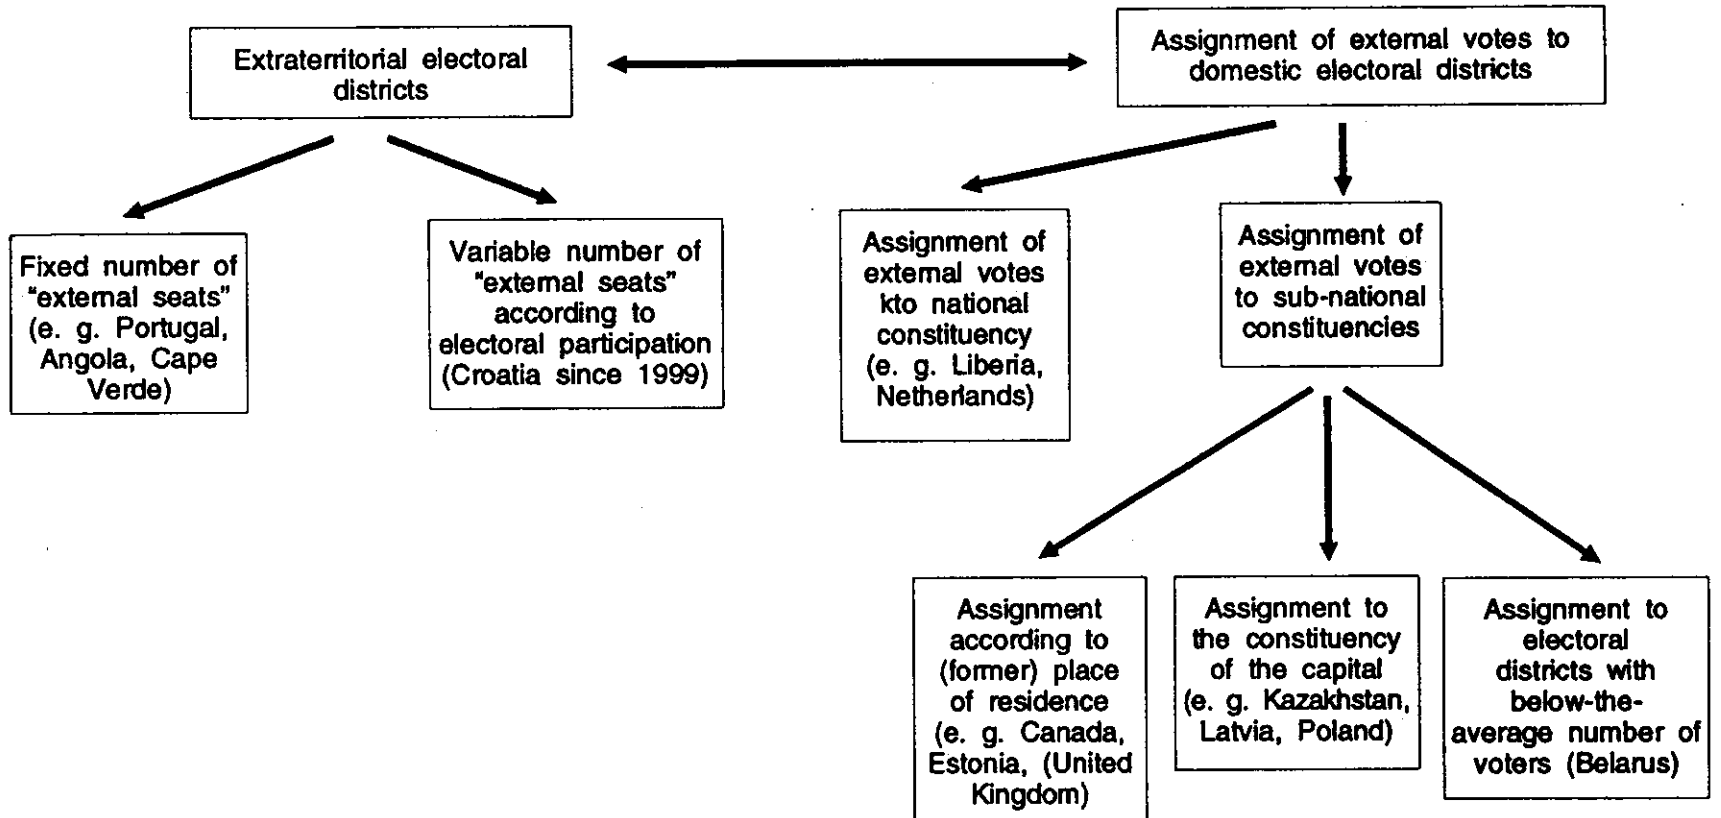 Extraterritorial electoral
districts
Assignment of external votes to
domestic electoral districts
Fixed number of
"external seats"
(e. g. Portugal,
Angola, Cape
Verde)
Variable number of
"external seats"
according to
electoral participation
(Croatia since 1999)
Assignment of
external votes
kto national
constituency
(e. g. Liberia,
Netherlands)
Assignment of
external votes
to sub-national
constituencies
Assignment
according to
(former) place
of residence
(e. g. Canada,
Estonia, (United
Kingdom)
Assignment to
the constituency
of the capital
(e. g. Kazakhstan,
Latvia, Poland)
Assignment to
electoral
districts with
below-the-
average number of
voters (Belarus)